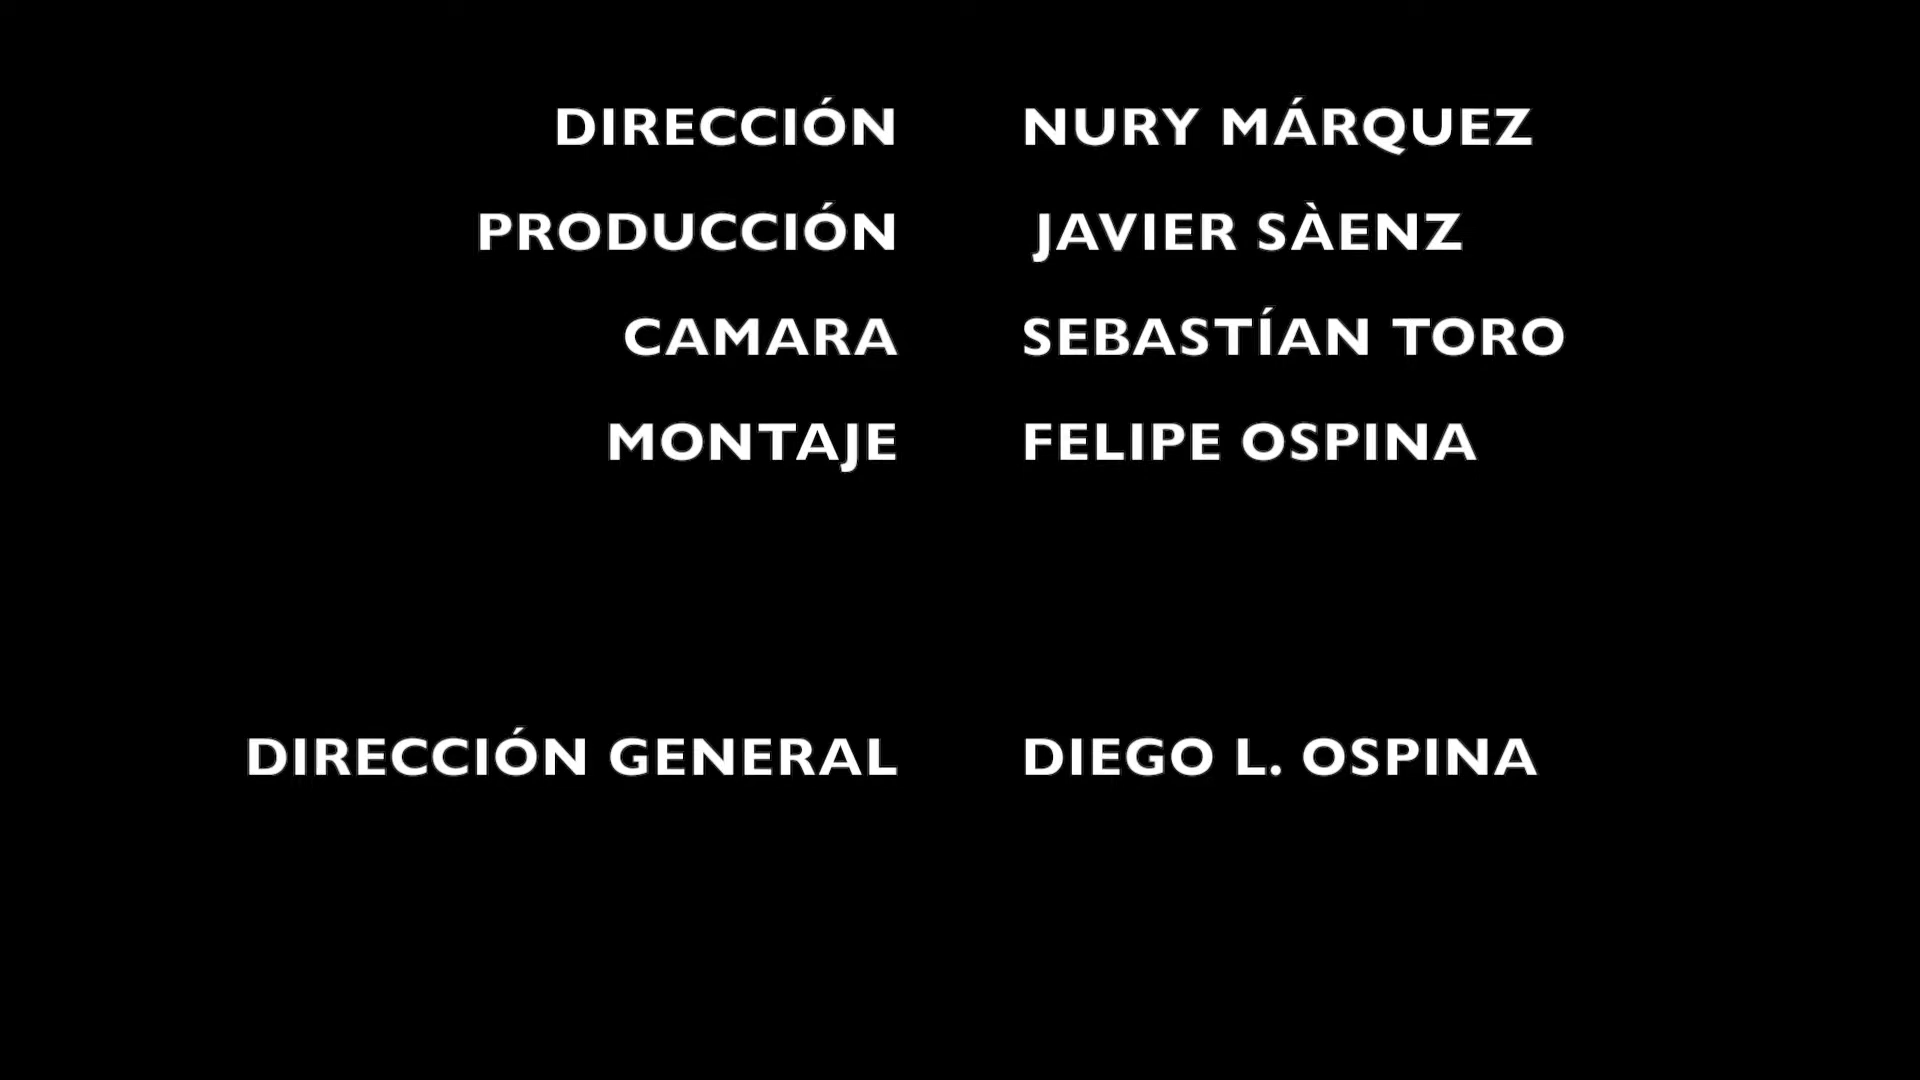 DIRECCIÓN NURY MÁRQUEZ
PRODUCCIÓN JAVIER SÀENZ
CAMARA SEBASTÍAN TORO
MONTAJE FELIPE OSPINA
DIRECCIÓN GENERAL DIEGO L. OSPINA